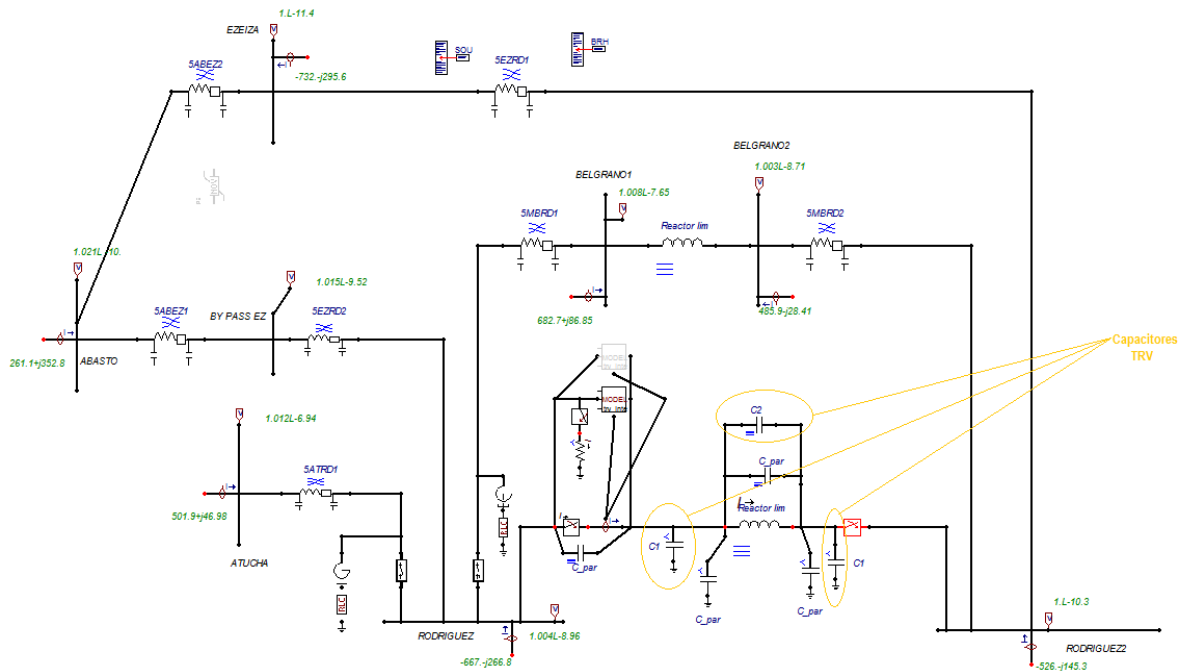 1.L-11.4
EZEIZA
5ABEZ2
SOU
BRH
5EZRD1
-732.-j295.6
BELGRANO2
BELGRANO1
1.003L-8.71
1.008L-7.65
5MBRD1
Reactor lim
5MBRD2
1.021L-10.
1.015L-9.52
5ABEZ1
BY PASS EZ
5EZRD2
682.7+j86.85
485.9-j28.41
261.1+j352.8
ABASTO
Capacitores
TRV
MODEL
MODEL
C2
1.012L-6.94
C_par
5ATRD1
501.9+j46.98
Reactor lim
RLC
C1
C1
ATUCHA
C_par
RLC
C_par
C_par
RODRIGUEZ
1.004L-8.96
1.L-10.3
RODRIGUEZ2
-667.-j266.8
-526.-j145.3